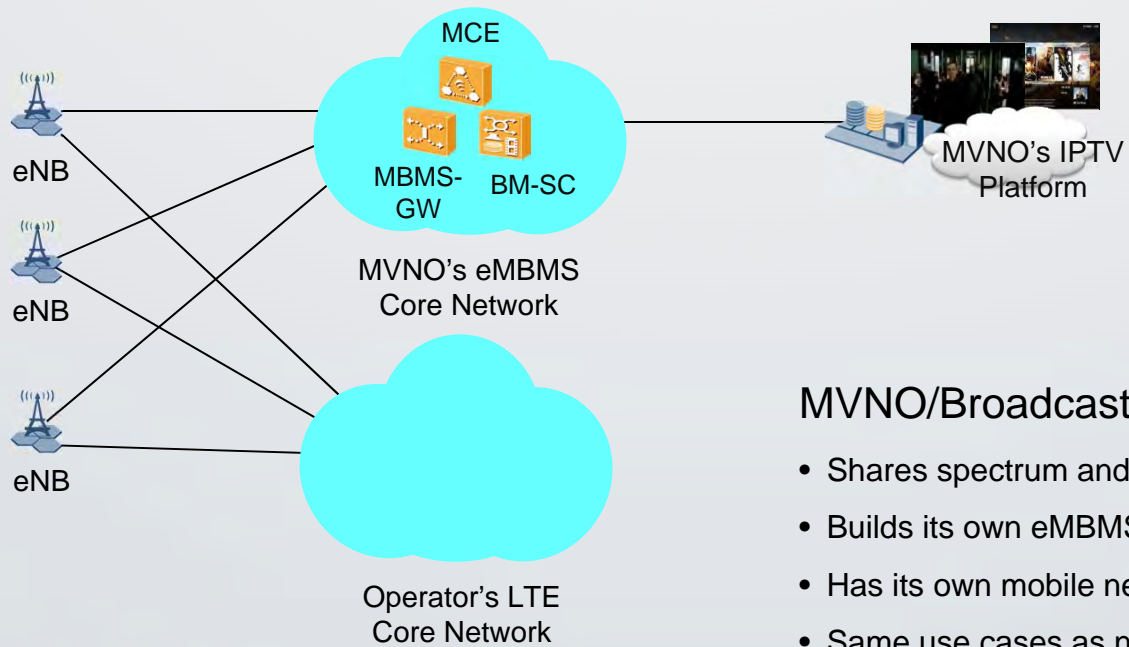 MCE
eNB
MBMS-
GW
BM-SC
MVNO's IPTV
Platform
eNB
MVNO's eMBMS
Core Network
eNB
Operator's LTE
Core Network
MVNO/Broadcast
• Shares spectrum and
• Builds its own eMBMS
• Has its own mobile ne
• Same use cases as